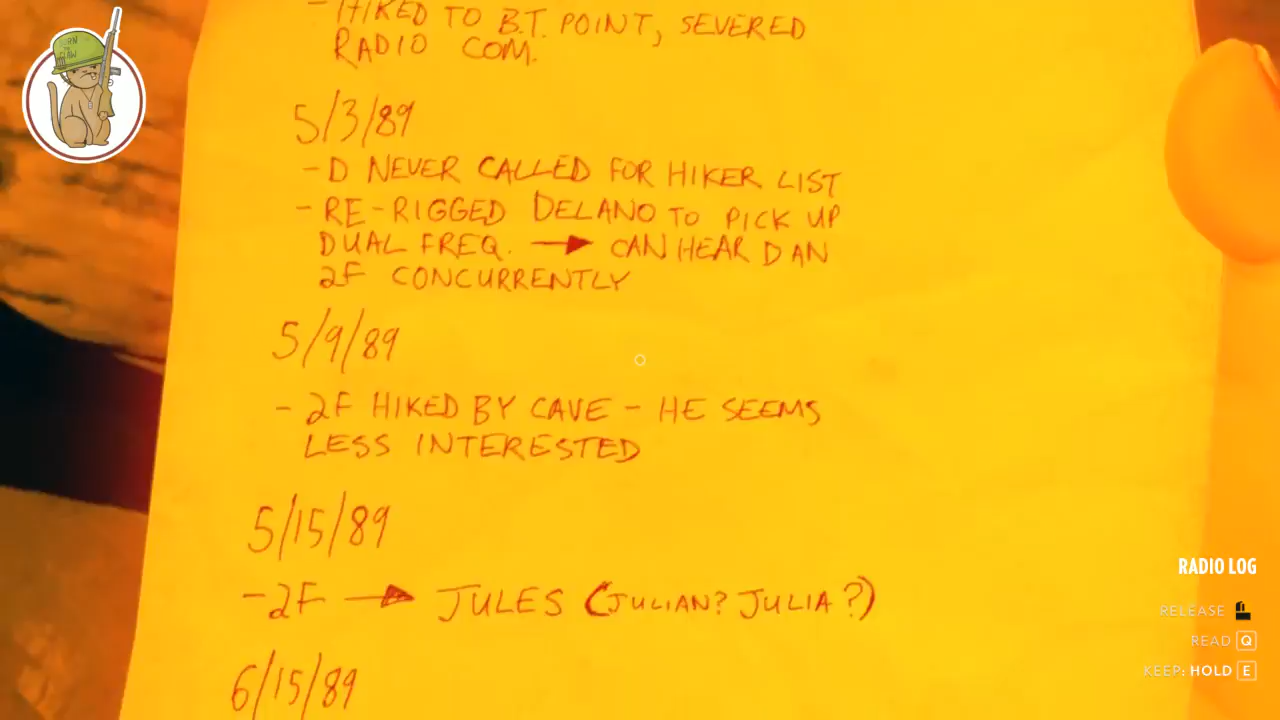 - HIKED TO B.T. POINT, SEVERED
RADIO COM.
5/3/89
- D NEVER CALLED FOR HIKER LIST
- RE-RIGGED DELANO TO PICK UP
DUAL FREQ. → CAN HEAR D AN
2F CONCURRENTLY
5/9/89
- 2F HIKED BY CAVE - HE SEEMS
LESS INTERESTED
5/15/89
- 2F → JULES (JULIAN? JULIA?)
6/15/89
RADIO LOG
RELEASE
READ Q
KEEP: HOLD E